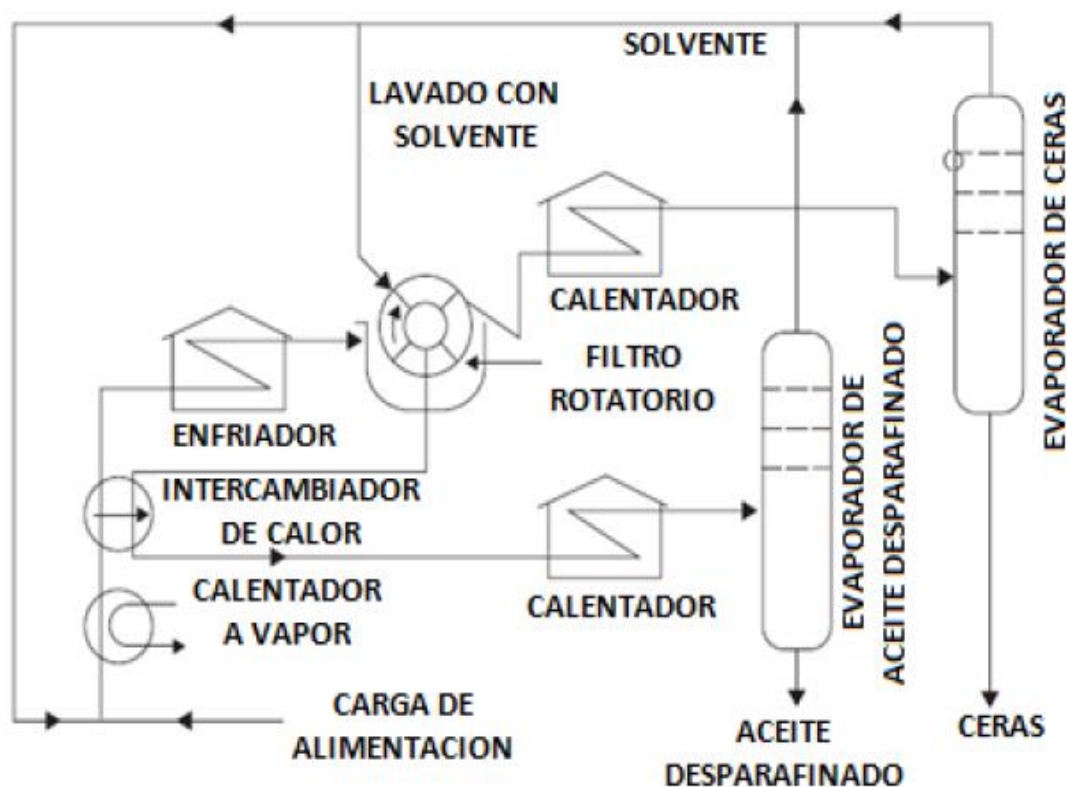 SOLVENTE
LAVADO CON
SOLVENTE
CALENTADOR
EVAPORADOR DE CERAS
FILTRO
ROTATORIO
ENFRIADOR
INTERCAMBIADOR
DE CALOR
CALENTADOR
A VAPOR
CALENTADOR
EVAPORADOR DE
ACEITE DESPARAFINADO
CARGA DE
ALIMENTACION
ACEITE
DESPARAFINADO
CERAS